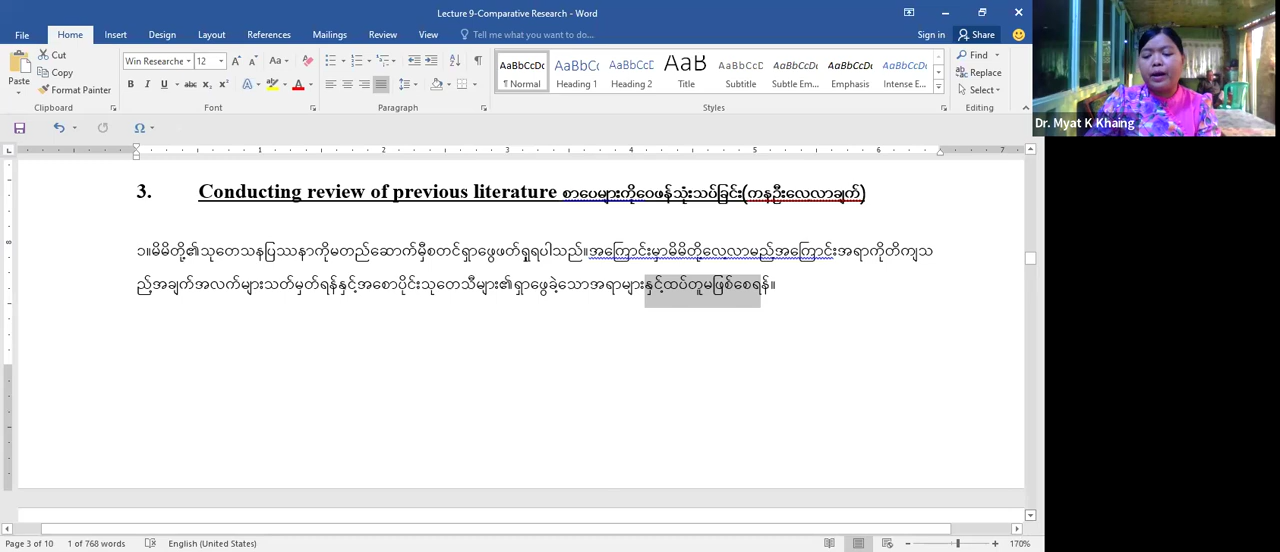 Lecture 9-Comparative Research - Word
File Home Insert Design Layout References Mailings Review View Tell me what you want to do... Sign in Share
Cut
Copy
Paste
Format Painter
Win Researche 12
Normal Heading 1 Heading 2 Title Subtitle Subtle Em... Emphasis Intense E...
Find
Replace
Select
Clipboard Font Paragraph Styles Editing
Dr. Myat K Khaing
3. Conducting review of previous literature စာပေများကိုဝေဖန်သုံးသပ်ခြင်း(ကနဦးလေလာချက်)
၁။မိမိတို့၏သုတေသနပြဿနာကိုမတည်ဆောက်မှီစတင်ရှာဖွေဖတ်ရှုရပါသည်။အကြောင်းမှာမိမိတို့လေ့လာမည့်အကြောင်းအရာကိုတိကျသ
ည့်အချက်အလက်များသတ်မှတ်ရန်နှင့်အစောပိုင်းသုတေသီများ၏ရှာဖွေခဲ့သောအရာများနှင့်ထပ်တူမဖြစ်စေရန်။
Page 3 of 10 1 of 768 words English (United States) 170%